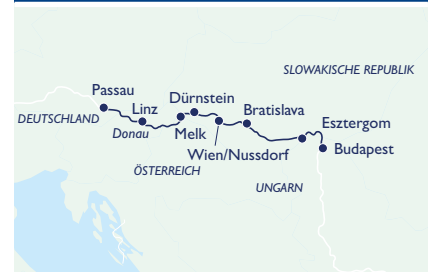 SLOWAKISCHE REPUBLIK
Passau
Dürnstein
Linz
Bratislava
DEUTSCHLAND
Donau
Melk
Esztergom
Wien/Nussdorf
Budapest
ÖSTERREICH
UNGARN